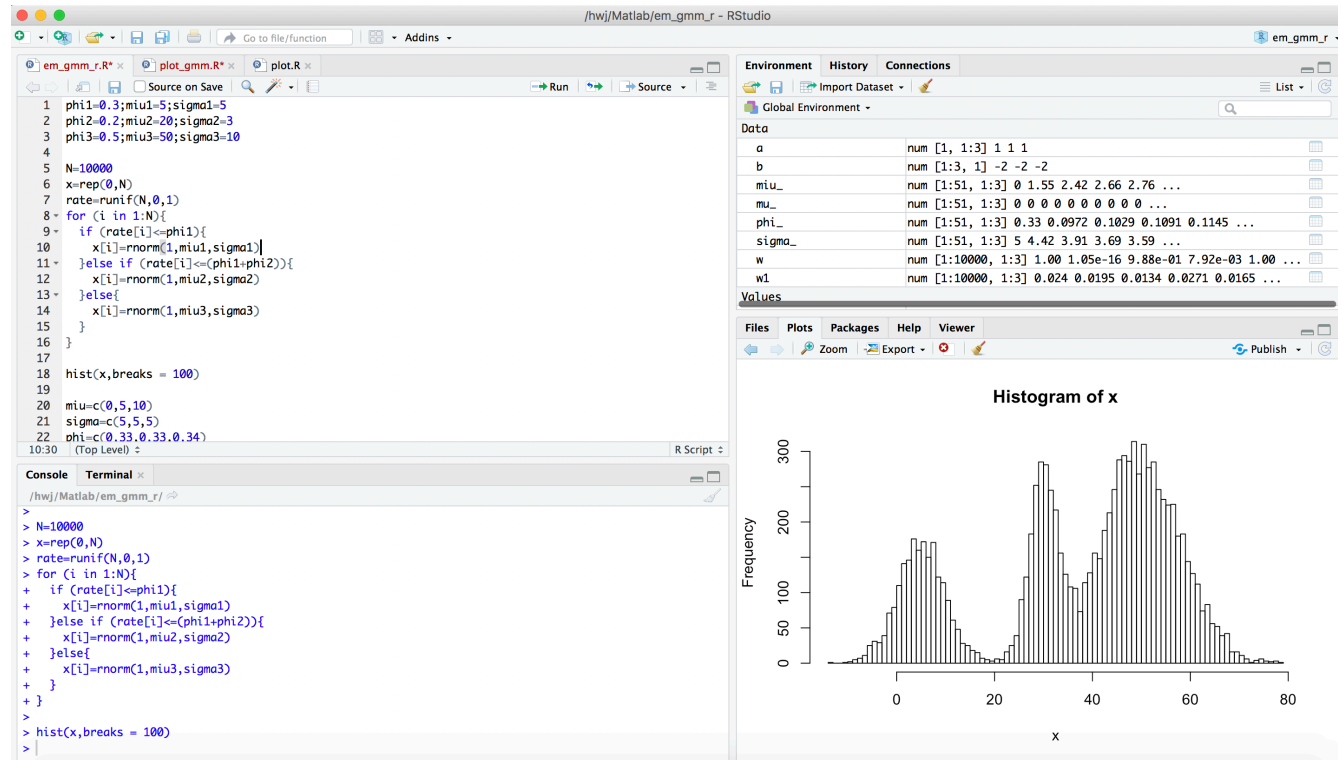 /hwj/Matlab/em_gmm_r - RStudio
Go to file/function
Addins
em_gmm_r
em_gmm_r.R*
plot_gmm.R*
plot.R
Source on Save
Run
Source
1 phi1=0.3;miu1=5;sigma1=5
2 phi2=0.2;miu2=20;sigma2=3
3 phi3=0.5;miu3=50;sigma3=10
4
5 N=10000
6 x=rep(0,N)
7 rate=runif(N,0,1)
8 for (i in 1:N){
9   if (rate[i]<=phi1){
10     x[i]=rnorm(1,miu1,sigma1)
11   }else if (rate[i]<=(phi1+phi2)){
12     x[i]=rnorm(1,miu2,sigma2)
13   }else{
14     x[i]=rnorm(1,miu3,sigma3)
15   }
16 }
17
18 hist(x,breaks = 100)
19
20 miu=c(0,5,10)
21 sigma=c(5,5,5)
22 phi=c(0.33,0.33,0.34)
10:30 (Top Level)
R Script
Console Terminal
/hwj/Matlab/em_gmm_r/
>
> N=10000
> x=rep(0,N)
> rate=runif(N,0,1)
> for (i in 1:N){
+   if (rate[i]<=phi1){
+     x[i]=rnorm(1,miu1,sigma1)
+   }else if (rate[i]<=(phi1+phi2)){
+     x[i]=rnorm(1,miu2,sigma2)
+   }else{
+     x[i]=rnorm(1,miu3,sigma3)
+   }
+ }
>
> hist(x,breaks = 100)
>
Environment History Connections
Import Dataset
List
Global Environment
Data
a num [1, 1:3] 1 1 1
b num [1:3, 1] -2 -2 -2
miu_ num [1:51, 1:3] 0 1.55 2.42 2.66 2.76 ...
mu_ num [1:51, 1:3] 0 0 0 0 0 0 0 0 0 0 ...
phi_ num [1:51, 1:3] 0.33 0.0972 0.1029 0.1091 0.1145 ...
sigma_ num [1:51, 1:3] 5 4.42 3.91 3.69 3.59 ...
w num [1:10000, 1:3] 1.00 1.05e-16 9.88e-01 7.92e-03 1.00 ...
w1 num [1:10000, 1:3] 0.024 0.0195 0.0134 0.0271 0.0165 ...
Values
Files Plots Packages Help Viewer
Zoom
Export
Publish
Histogram of x
Frequency
300
200
100
50
0
0 20 40 60 80
x